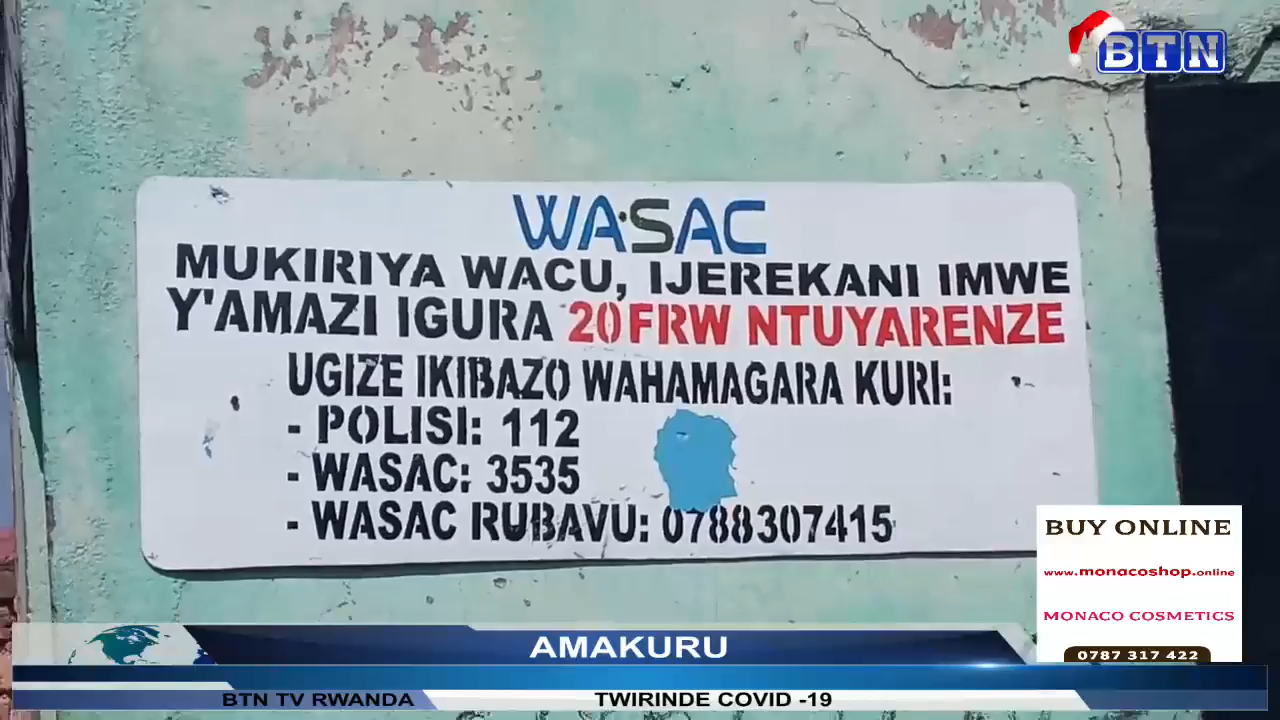 BTN
WASAC
MUKIRIYA WACU, IJEREKANI IMWE
Y'AMAZI IGURA 20FRW NTUYARENZE
UGIZE IKIBAZO WAHAMAGARA KURI:
- POLISI: 112
- WASAC: 3535
- WASAC RUBAVU: 0788307415
BUY ONLINE
www.monacoshop.online
MONACO COSMETICS
0787 317 422
AMAKURU
BTN TV RWANDA
TWIRINDE COVID -19